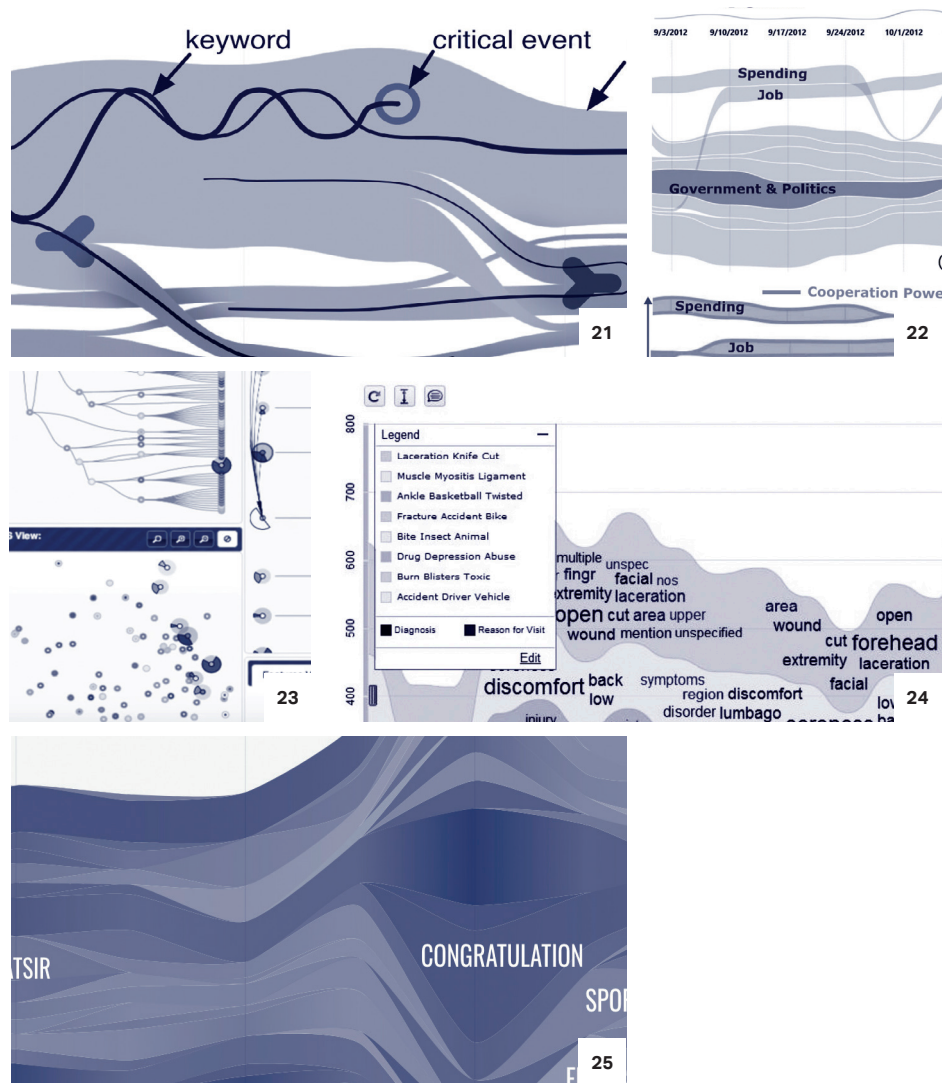 keyword
critical event
21
9/3/2012 9/10/2012 9/17/2012 9/24/2012 10/1/2012
Spending
Job
Government & Politics
Cooperation Powe
Spending
Job
22
S View:
23
800
700
600
500
400
Legend
Laceration Knife Cut
Muscle Myositis Ligament
Ankle Basketball Twisted
Fracture Accident Bike
Bite Insect Animal
Drug Depression Abuse
Burn Blisters Toxic
Accident Driver Vehicle
Diagnosis Reason for Visit
Edit
multiple unspec
fingr facial nos
extremity laceration
open cut area upper
wound mention unspecified
area
wound
open
cut forehead
extremity laceration
facial
discomfort back symptoms
low region discomfort
disorder lumbago
injury
24
ATSIR
CONGRATULATION
SPOR
25